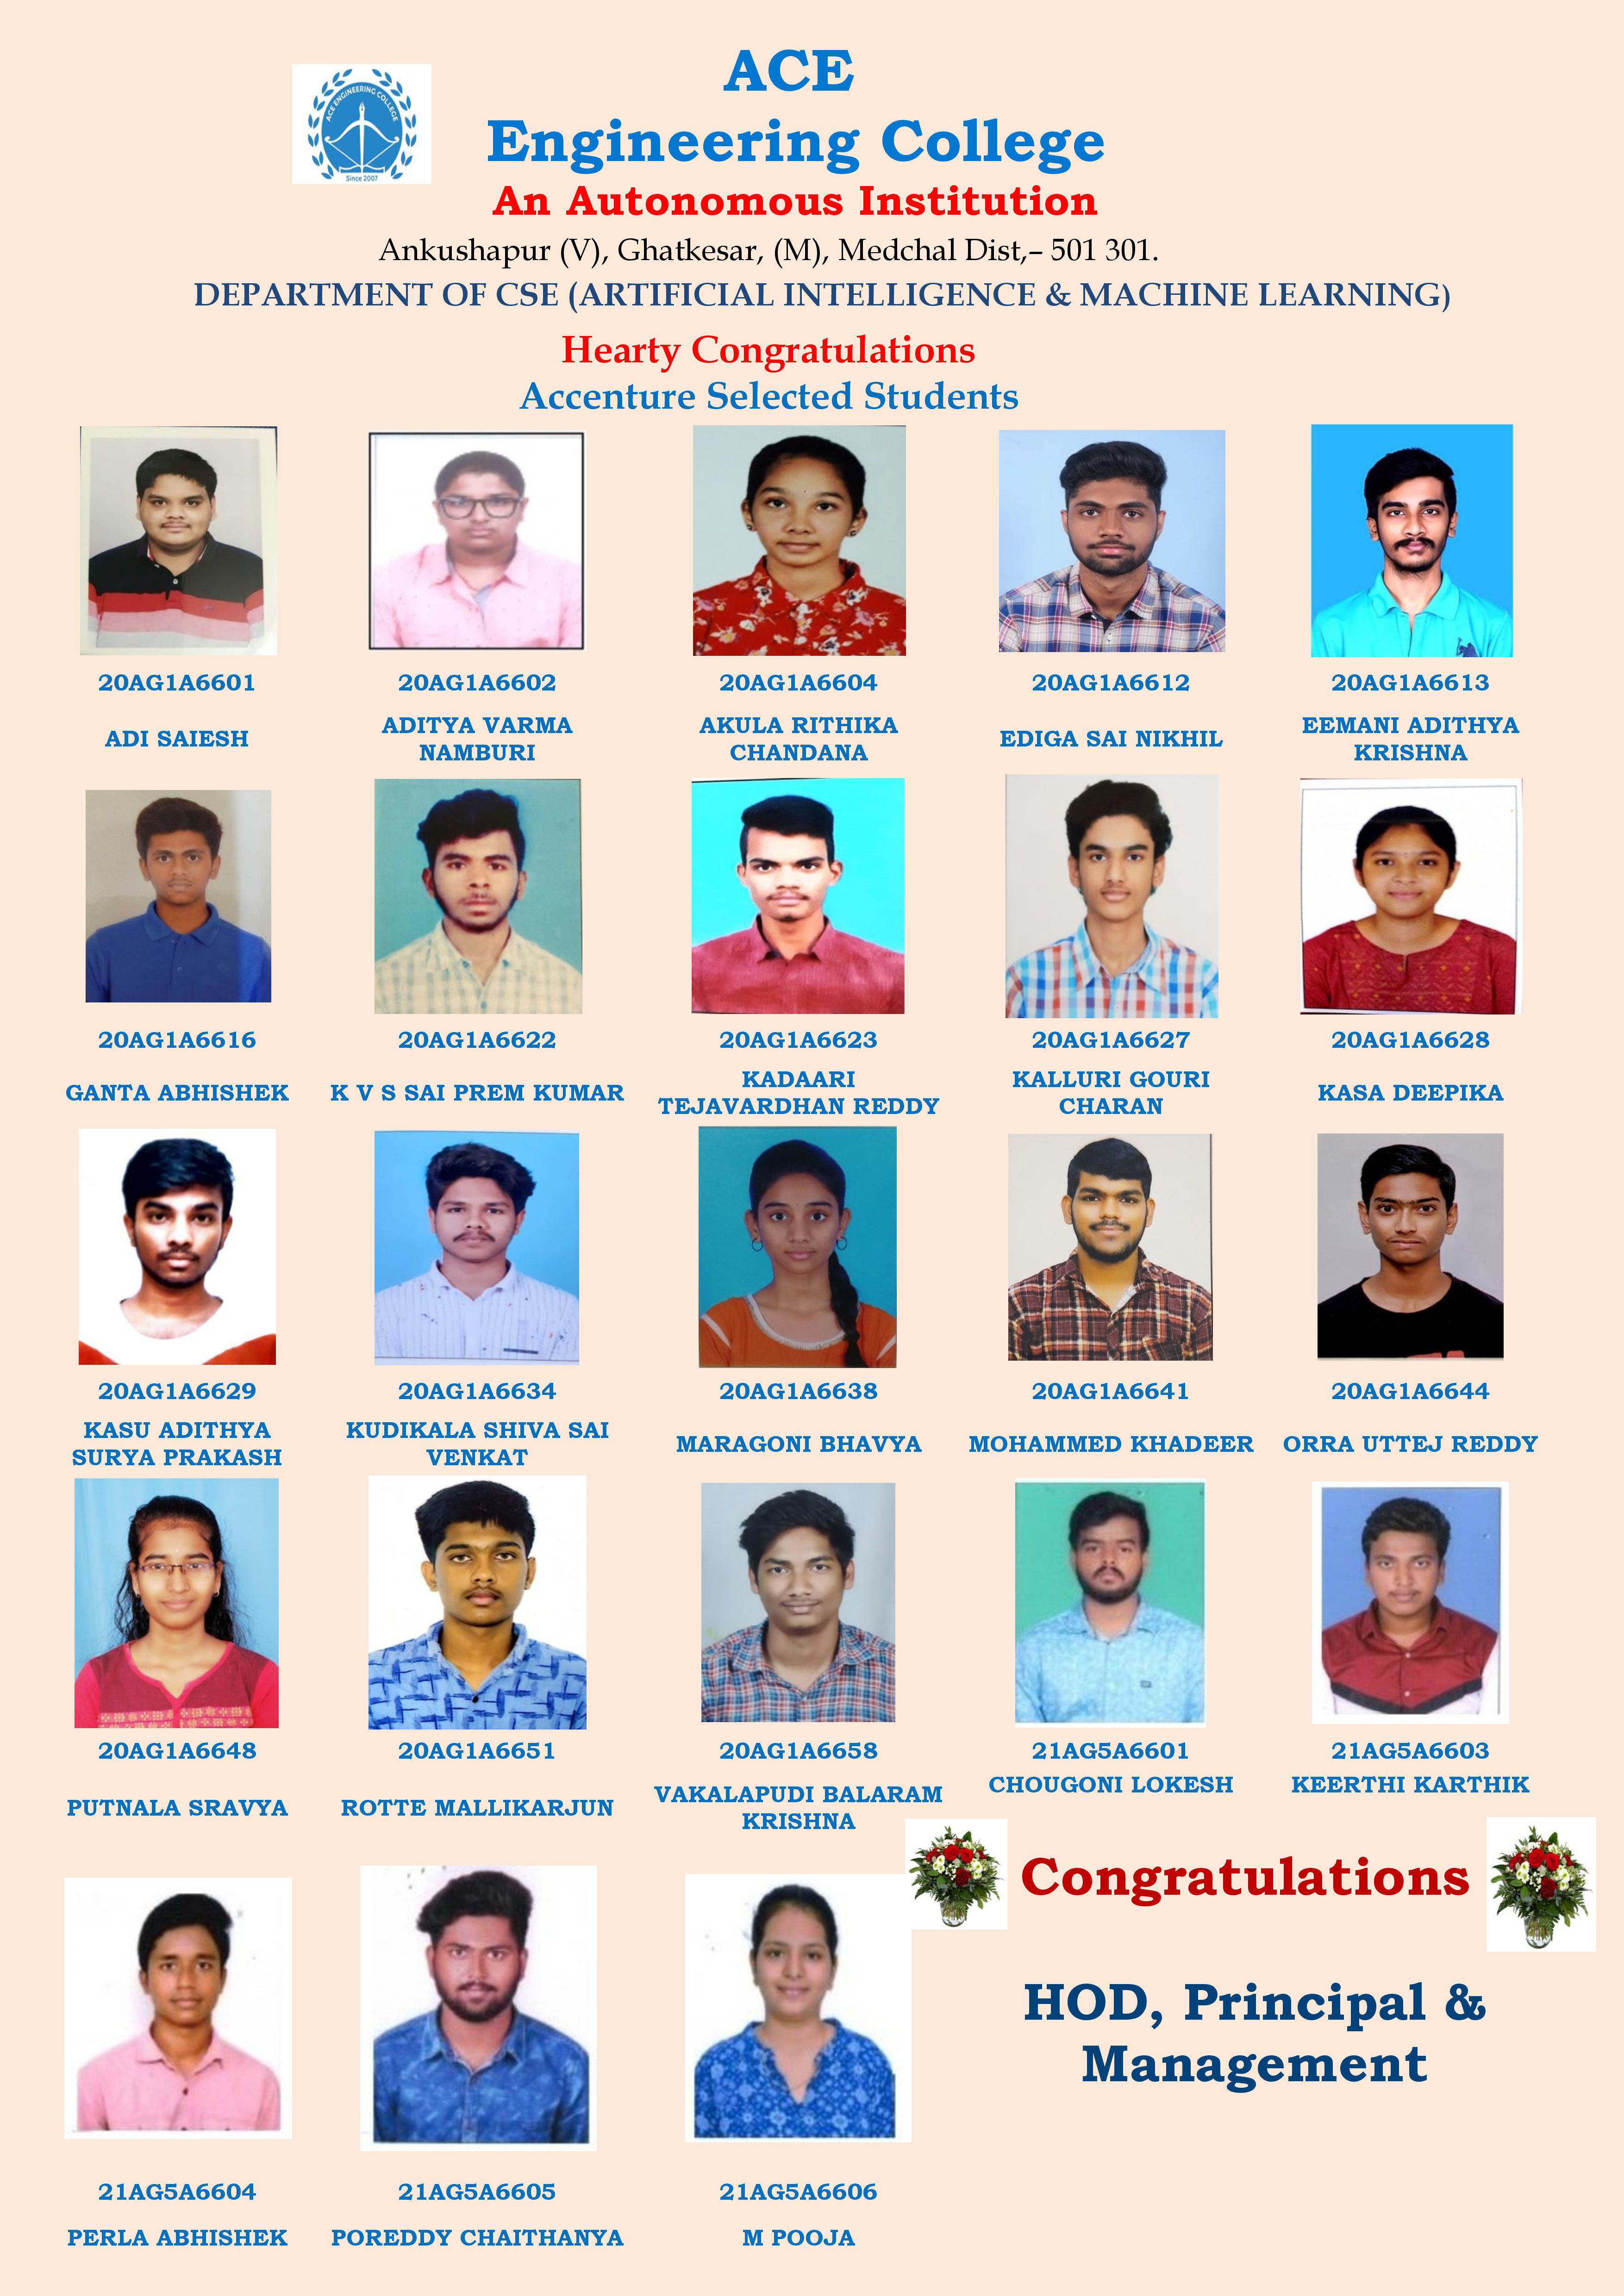 ACE
Engineering College
ACE ENGINEERING COLLEGE
Since 2007
An Autonomous Institution
Ankushapur (V), Ghatkesar, (M), Medchal Dist,– 501 301.
DEPARTMENT OF CSE (ARTIFICIAL INTELLIGENCE & MACHINE LEARNING)
Hearty Congratulations
Accenture Selected Students
20AG1A6601 20AG1A6602 20AG1A6604 20AG1A6612 20AG1A6613
ADI SAIESH
ADITYA VARMA
NAMBURI
AKULA RITHIKA
CHANDANA
EDIGA SAI NIKHIL
EEMANI ADITHYA
KRISHNA
20AG1A6616 20AG1A6622 20AG1A6623 20AG1A6627 20AG1A6628
GANTA ABHISHEK
K V S SAI PREM KUMAR
KADAARI
TEJAVARDHAN REDDY
KALLURI GOURI
CHARAN
KASA DEEPIKA
20AG1A6629 20AG1A6634 20AG1A6638 20AG1A6641 20AG1A6644
KASU ADITHYA
SURYA PRAKASH
KUDIKALA SHIVA SAI
VENKAT
MARAGONI BHAVYA
MOHAMMED KHADEER
ORRA UTTEJ REDDY
20AG1A6648 20AG1A6651 20AG1A6658 21AG5A6601 21AG5A6603
PUTNALA SRAVYA
ROTTE MALLIKARJUN
VAKALAPUDI BALARAM
KRISHNA
CHOUGONI LOKESH
KEERTHI KARTHIK
Congratulations
HOD, Principal &
Management
21AG5A6604 21AG5A6605 21AG5A6606
PERLA ABHISHEK
POREDDY CHAITHANYA
M POOJA